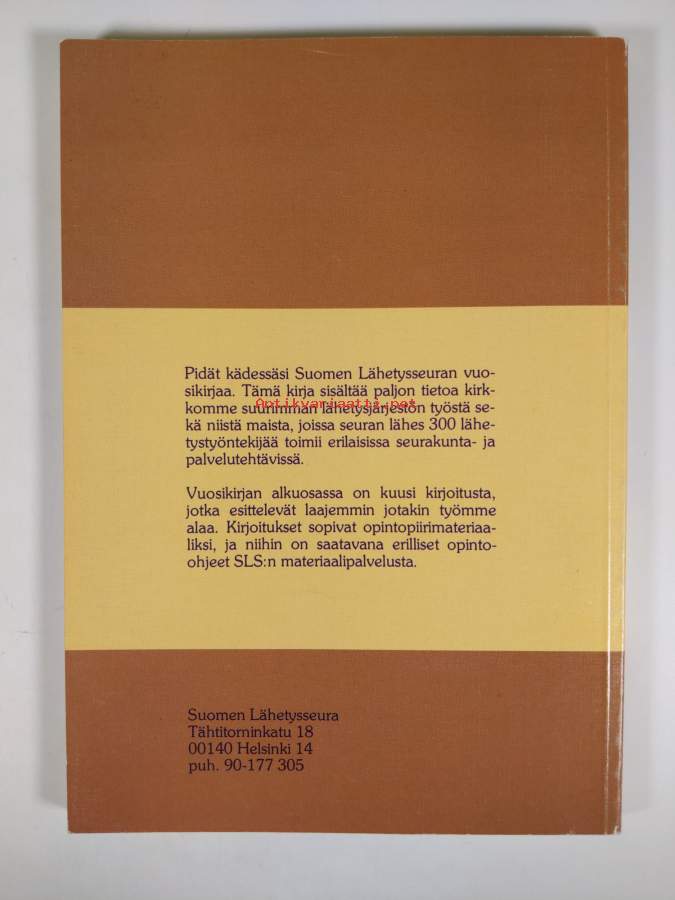 Pidät kädessäsi Suomen Lähetysseuran vuo-
sikirjaa. Tämä kirja sisältää paljon tietoa kirk-
komme suurimman lähetysjärjestön työstä se-
Antikvariaatti.net
kä niistä maista, joissa seuran lähes 300 lähe-
tystyöntekijää toimii erilaisissa seurakunta- ja
palvelutehtävissä.
Vuosikirjan alkuosassa on kuusi kirjoitusta,
jotka esittelevät laajemmin jotakin työmme
alaa. Kirjoitukset sopivat opintopiirimateriaa-
liksi, ja niihin on saatavana erilliset opinto-
ohjeet SLS:n materiaalipalvelusta.
Suomen Lähetysseura
Tähtitorninkatu 18
00140 Helsinki 14
puh. 90-177 305